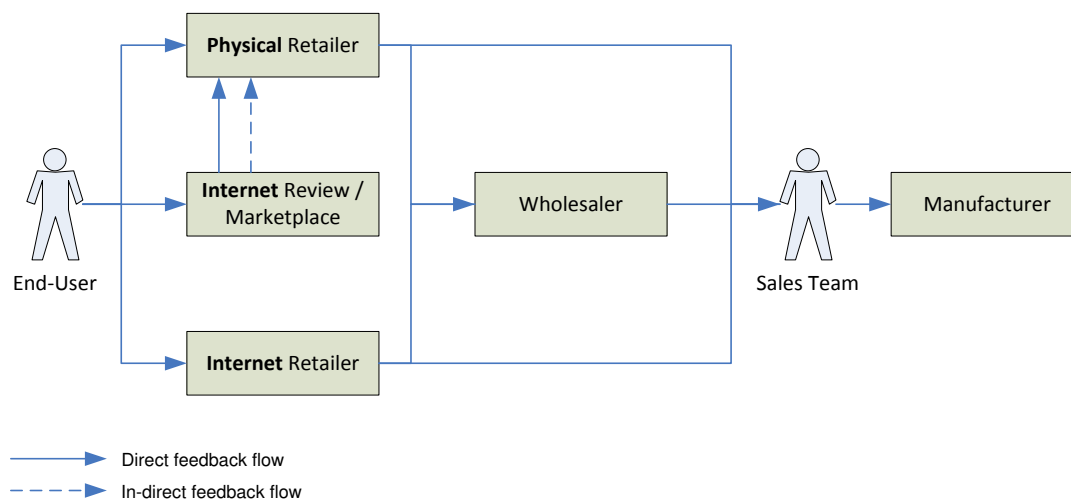 Physical Retailer
Internet Review /
Marketplace
Wholesaler
Manufacturer
End-User
Sales Team
Internet Retailer
Direct feedback flow
In-direct feedback flow